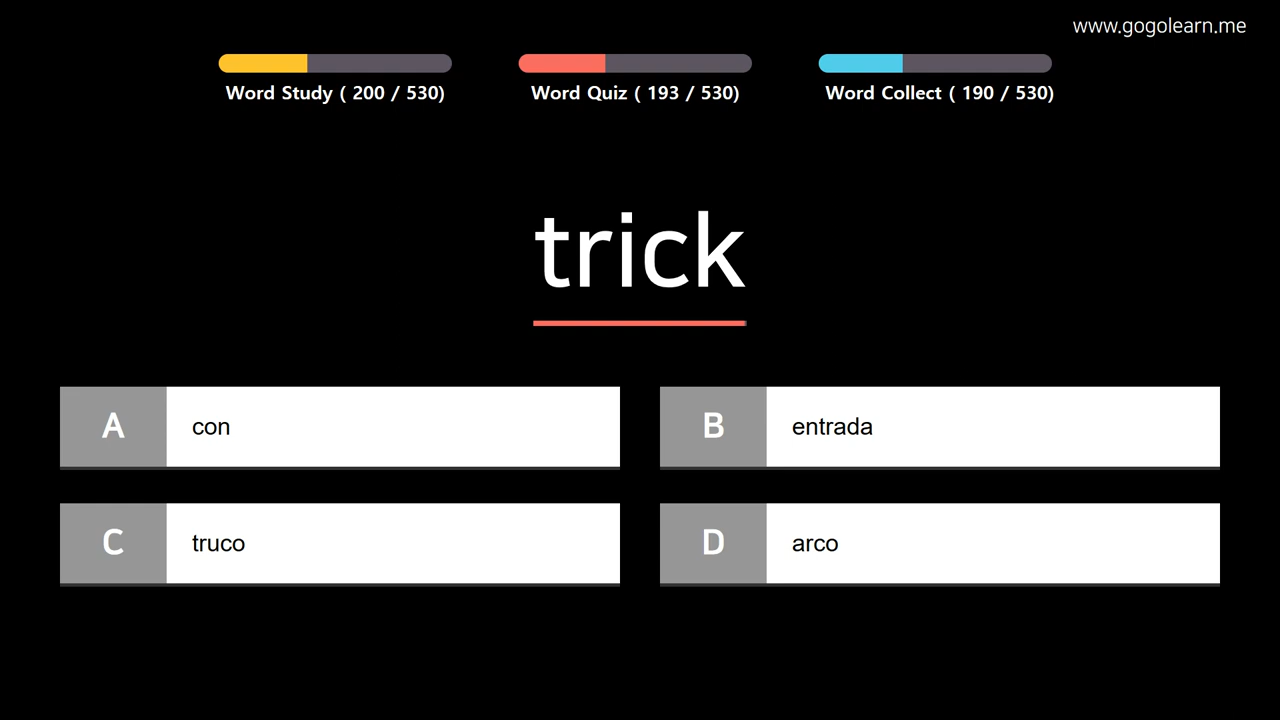 www.gogolearn.me
Word Study ( 200 / 530)
Word Quiz ( 193 / 530)
Word Collect ( 190 / 530)
trick
A
con
B
entrada
C
truco
D
arco